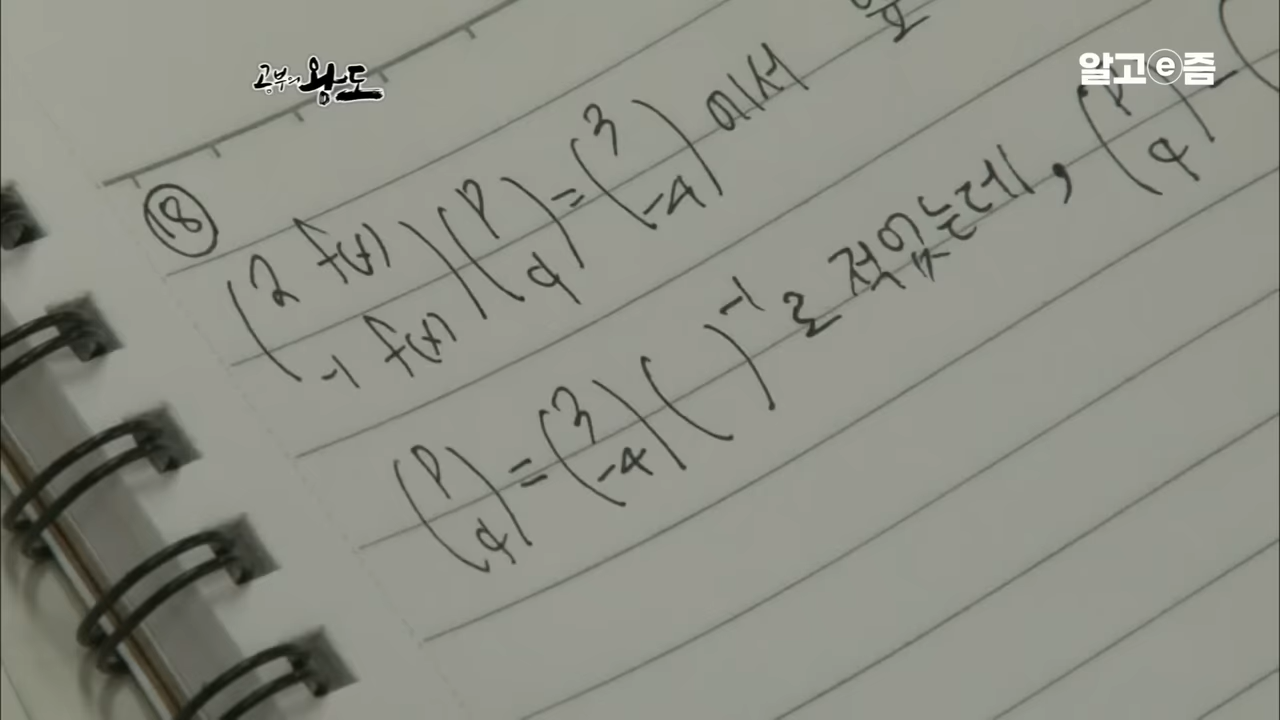 공부의 왕도
알고e즘
⑱
(2 f(x) / -1 f(x)) (p / q) = (3 / -4) 에서
(p / q) = (3 / -4) ( )⁻¹ 로 적었는데, (p / q) = (